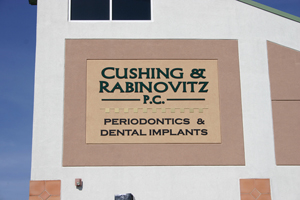 CUSHING &
RABINOVITZ
P.C.
PERIODONTICS &
DENTAL IMPLANTS